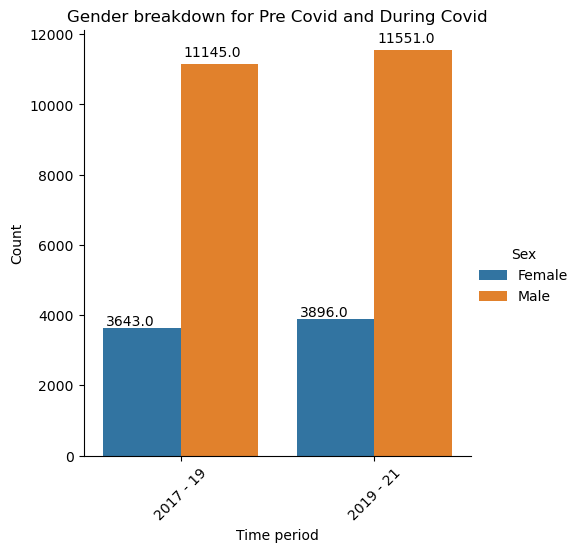 Gender breakdown for Pre Covid and During Covid
12000
10000
8000
6000
4000
2000
0
Count
3643.0
11145.0
3896.0
11551.0
2017 - 19
2019 - 21
Time period
Sex
Female
Male